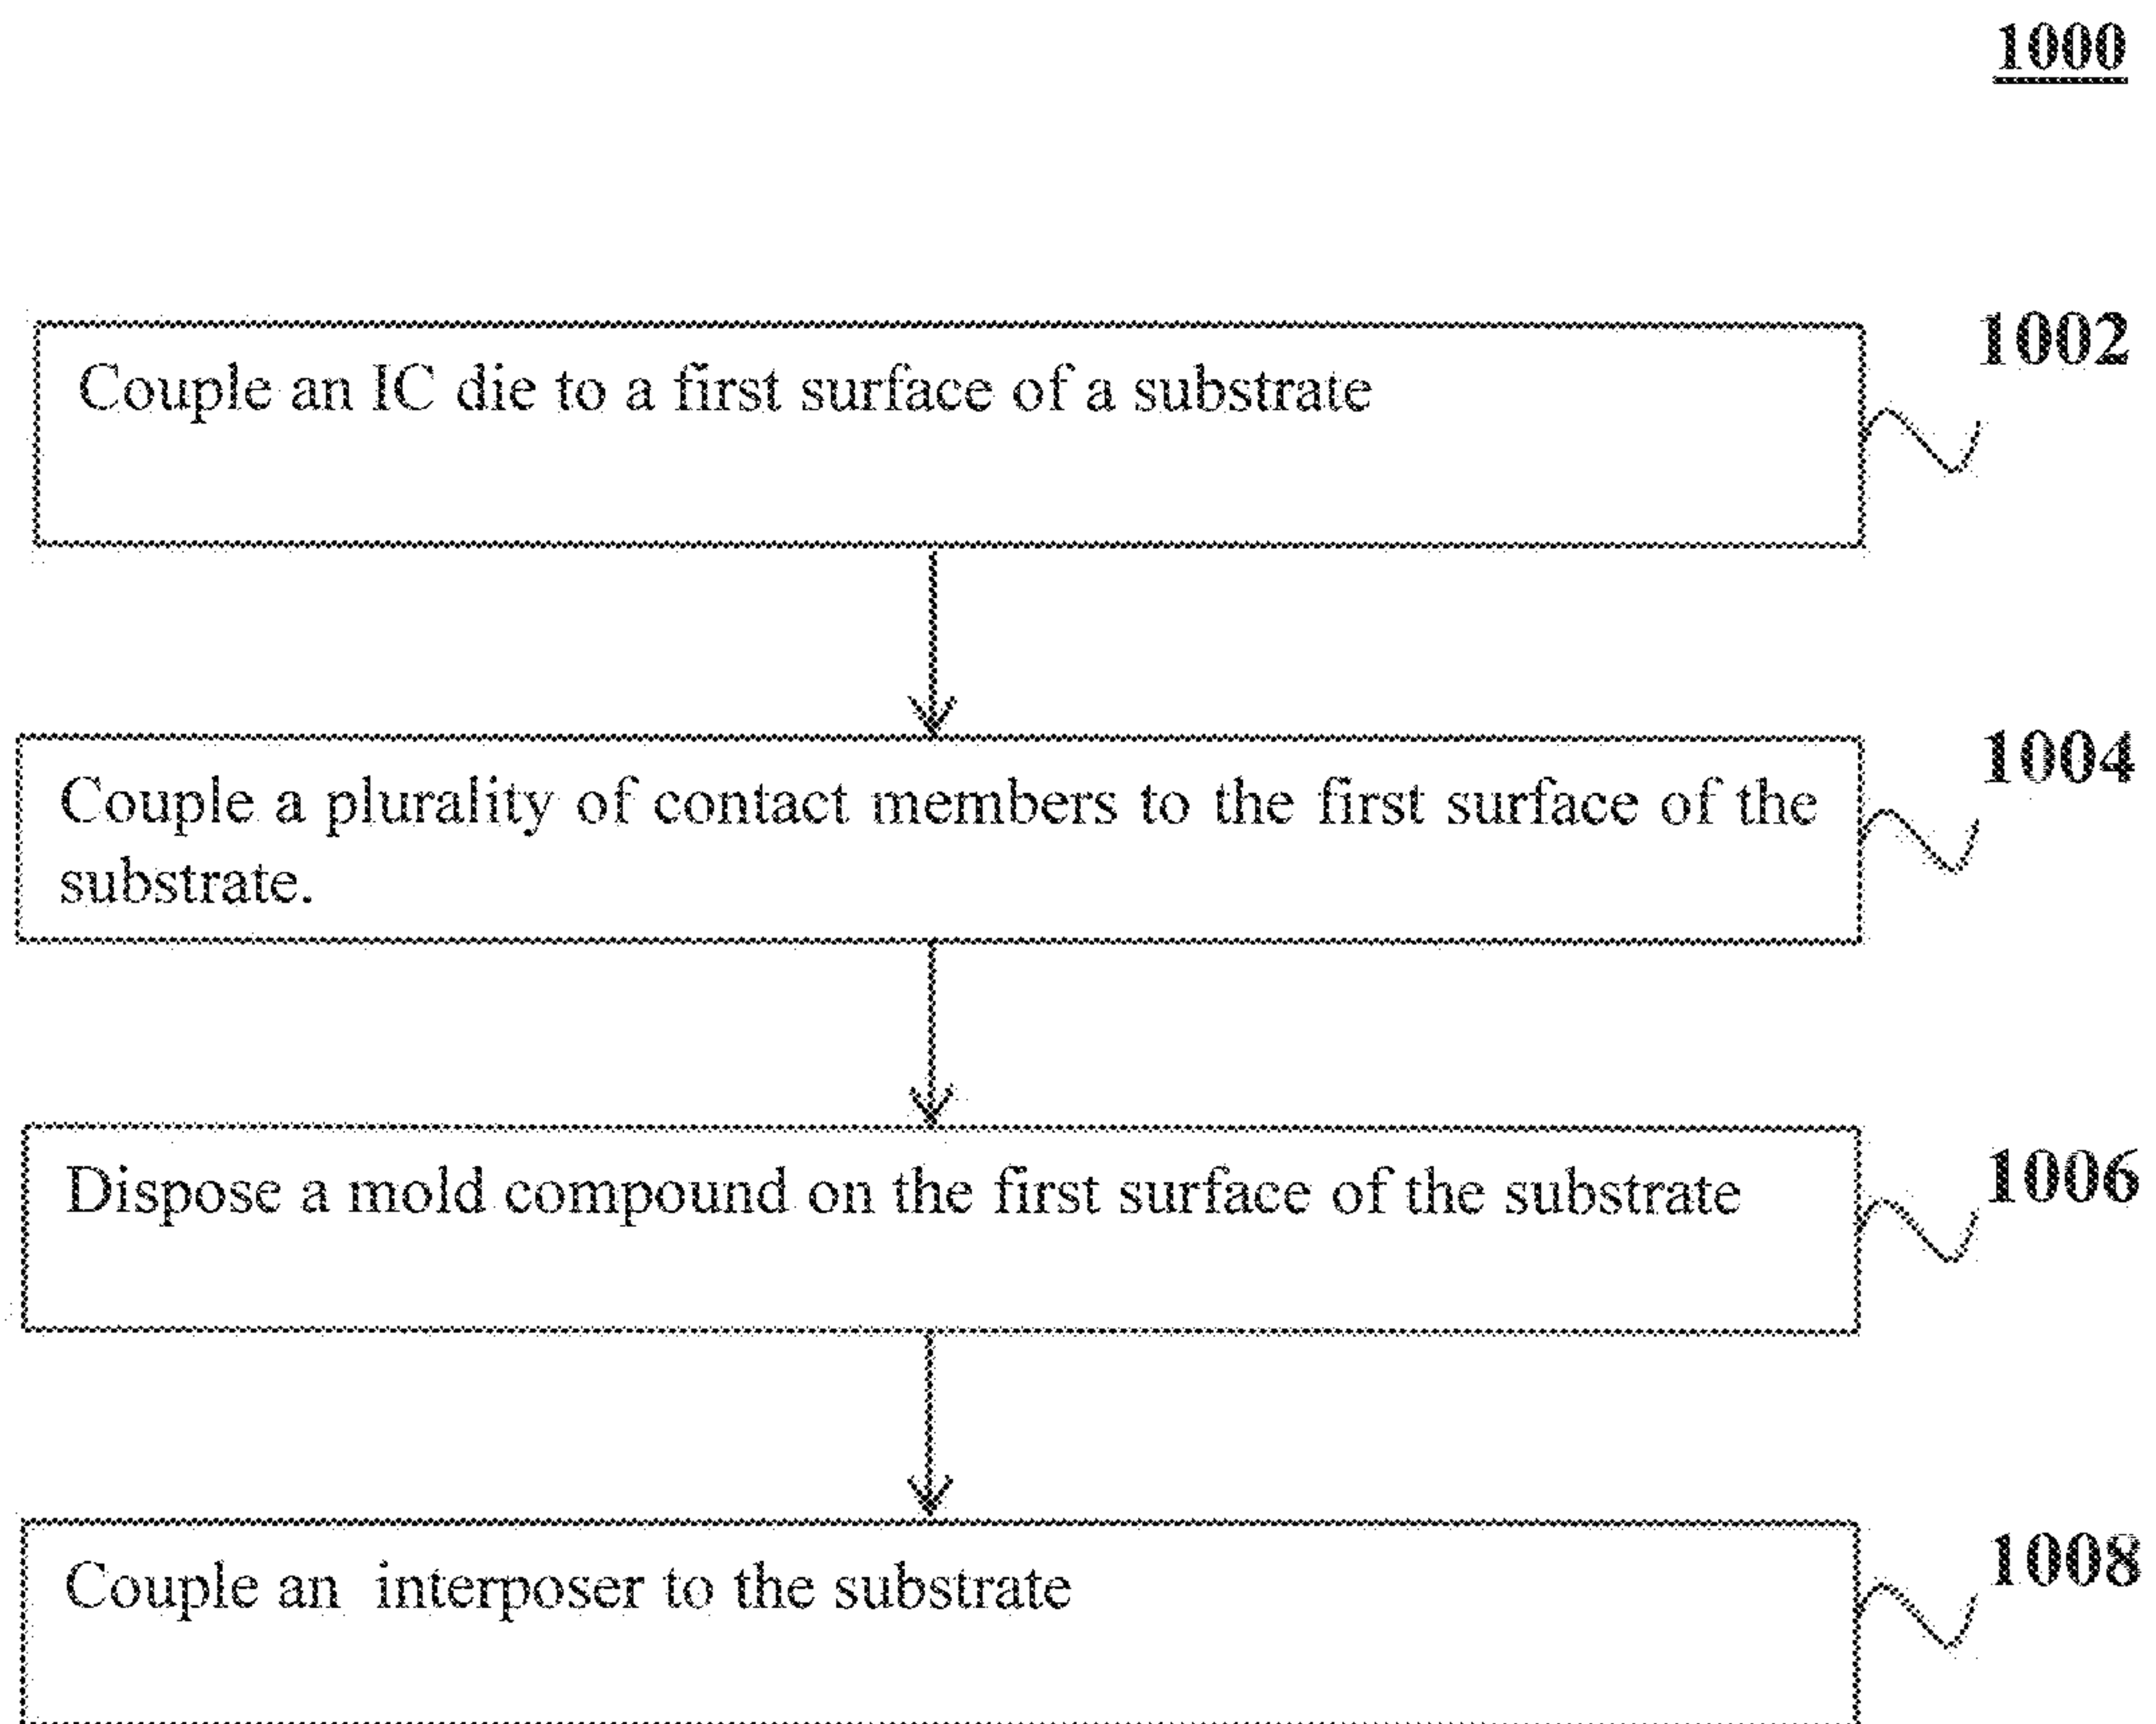 1000
1002
Couple an IC die to a first surface of a substrate
1004
Couple a plurality of contact members to the first surface of the
substrate.
1006
Dispose a mold compound on the first surface of the substrate
1008
Couple an interposer to the substrate